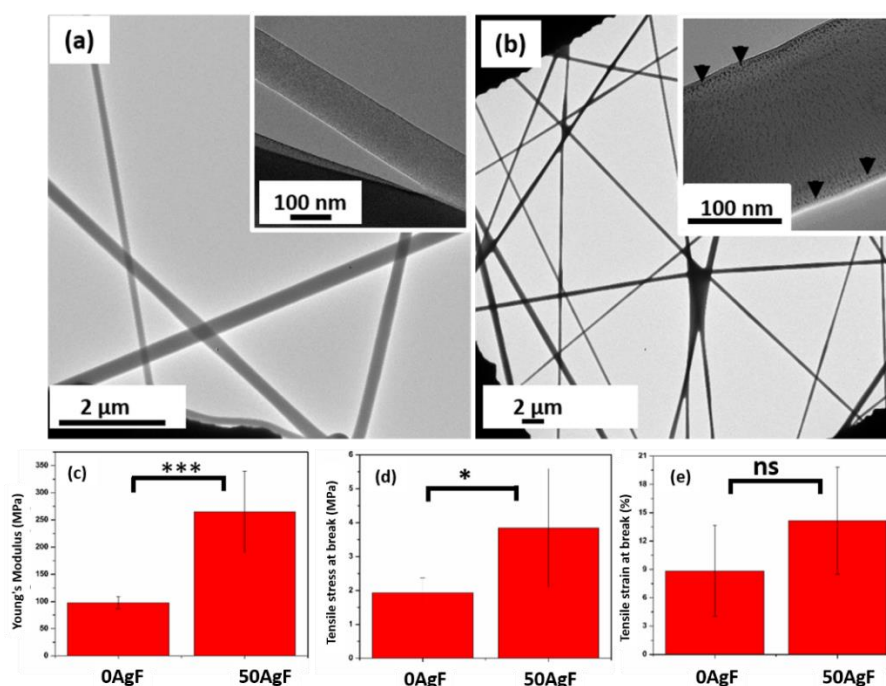 (a)
100 nm
2 µm
(b)
100 nm
2 µm
(c)
***
Young's Modulus (MPa)
350
300
250
200
150
100
50
0
0AgF
50AgF
(d)
*
Tensile stress at break (MPa)
6
5
4
3
2
1
0
0AgF
50AgF
(e)
ns
Tensile strain at break (%)
21
18
15
12
9
6
3
0
0AgF
50AgF